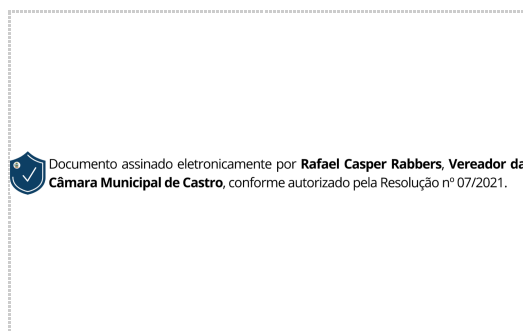 Documento assinado eletronicamente por Rafael Casper Rabbers, Vereador da
Câmara Municipal de Castro, conforme autorizado pela Resolução nº 07/2021.